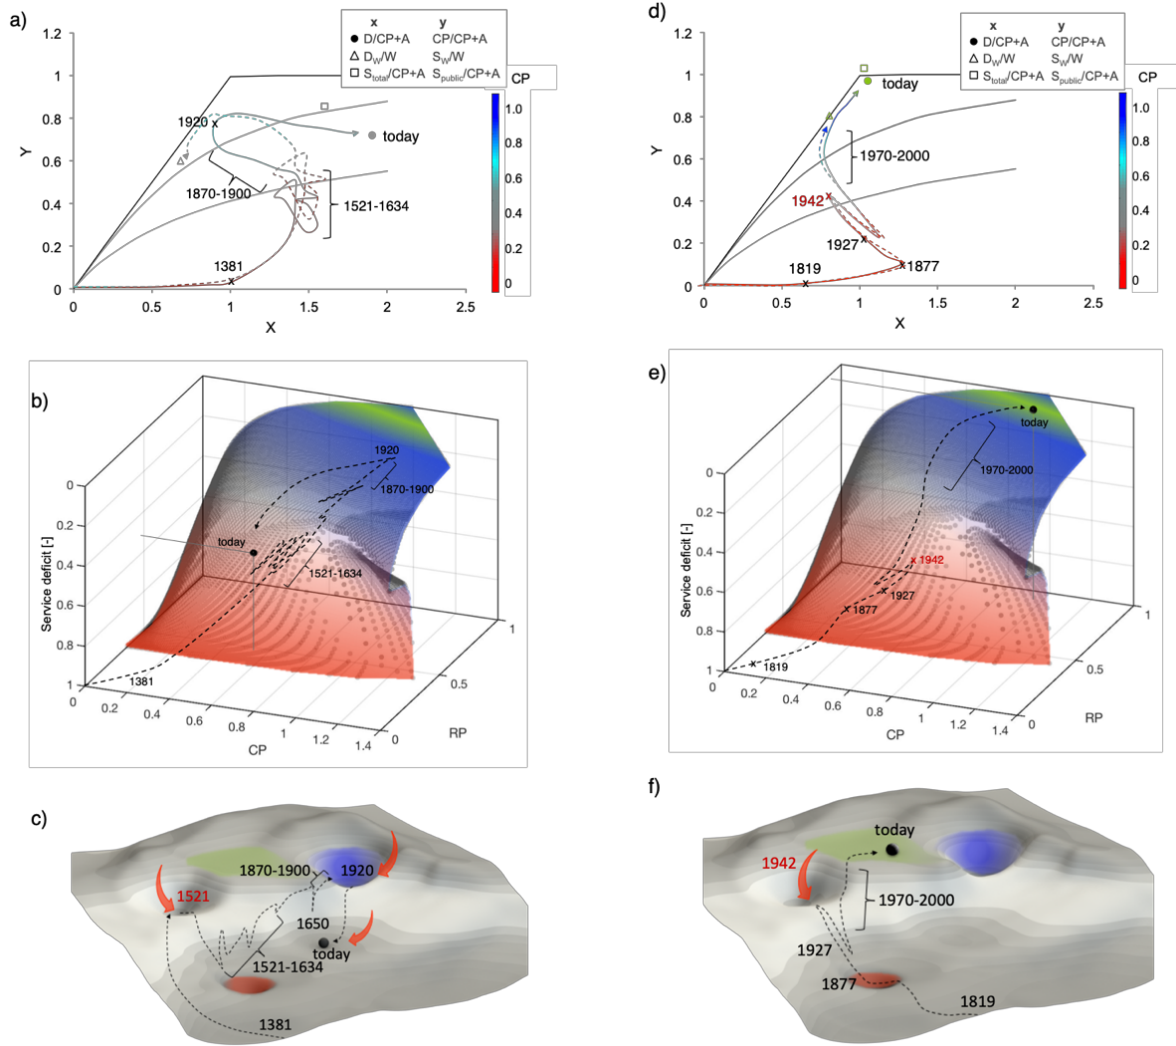 a)
x y
D/CP+A CP/CP+A
D_W/W S_W/W
S_total/CP+A S_public/CP+A
CP
1.0
0.8
0.6
0.4
0.2
0
1.2
1
0.8
0.6
0.4
0.2
0
Y
0 0.5 1 1.5 2 2.5
X
1920
today
1870-1900
1521-1634
1381
d)
x y
D/CP+A CP/CP+A
D_W/W S_W/W
S_total/CP+A S_public/CP+A
CP
1.0
0.8
0.6
0.4
0.2
0
1.2
1
0.8
0.6
0.4
0.2
0
Y
0 0.5 1 1.5 2 2.5
X
today
1970-2000
1942
1927
1877
1819
b)
1920
1870-1900
today
1521-1634
1381
Service deficit [-]
0
0.2
0.4
0.6
0.8
1
0 0.2 0.4 0.6 0.8 1 1.2 1.4
CP
0
0.5
1
RP
e)
today
1970-2000
1942
1927
1877
1819
Service deficit [-]
0
0.2
0.4
0.6
0.8
1
0 0.2 0.4 0.6 0.8 1 1.2 1.4
CP
0
0.5
1
RP
c)
1870-1900
1920
1521
1650
today
1521-1634
1381
f)
today
1942
1970-2000
1927
1877
1819